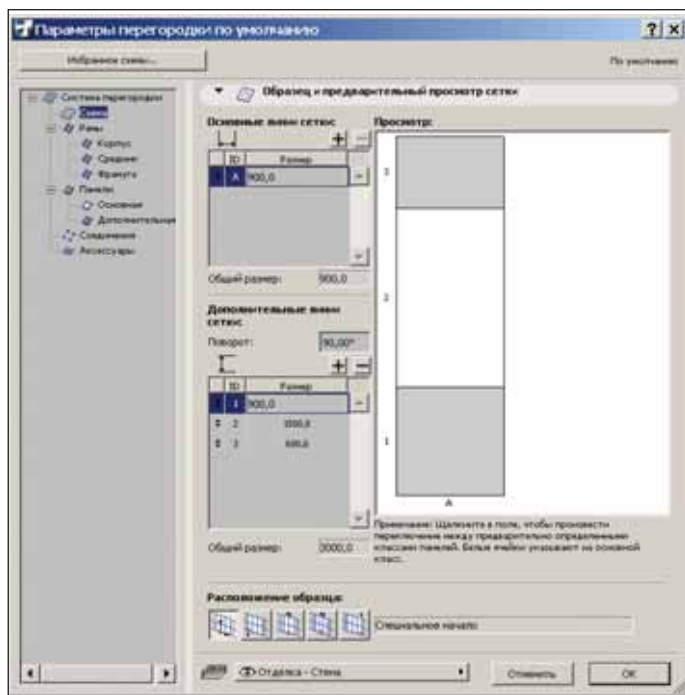 Параметры перегородки по умолчанию
Избранное схемы...
По умолчанию
Система перегородки
Схема
Рамы
Корпус
Средние
Фрамуга
Панели
Основная
Дополнительная
Соединения
Аксессуары
Образец и предварительный просмотр сетки
Основные линии сетки:
ID Размер
A 900,0
Общий размер: 900,0
Дополнительные линии сетки:
Поворот: 90,00°
ID Размер
1 900,0
2
3 600,0
Общий размер: 3000,0
Просмотр:
3
2
1
A
Примечание: Щелкните в поле, чтобы произвести
переключение между предварительно определенными
классами панелей. Белые ячейки указывают на основной
класс.
Расположение образца:
Специальное начало
Отделка - Стена
Отменить
OK